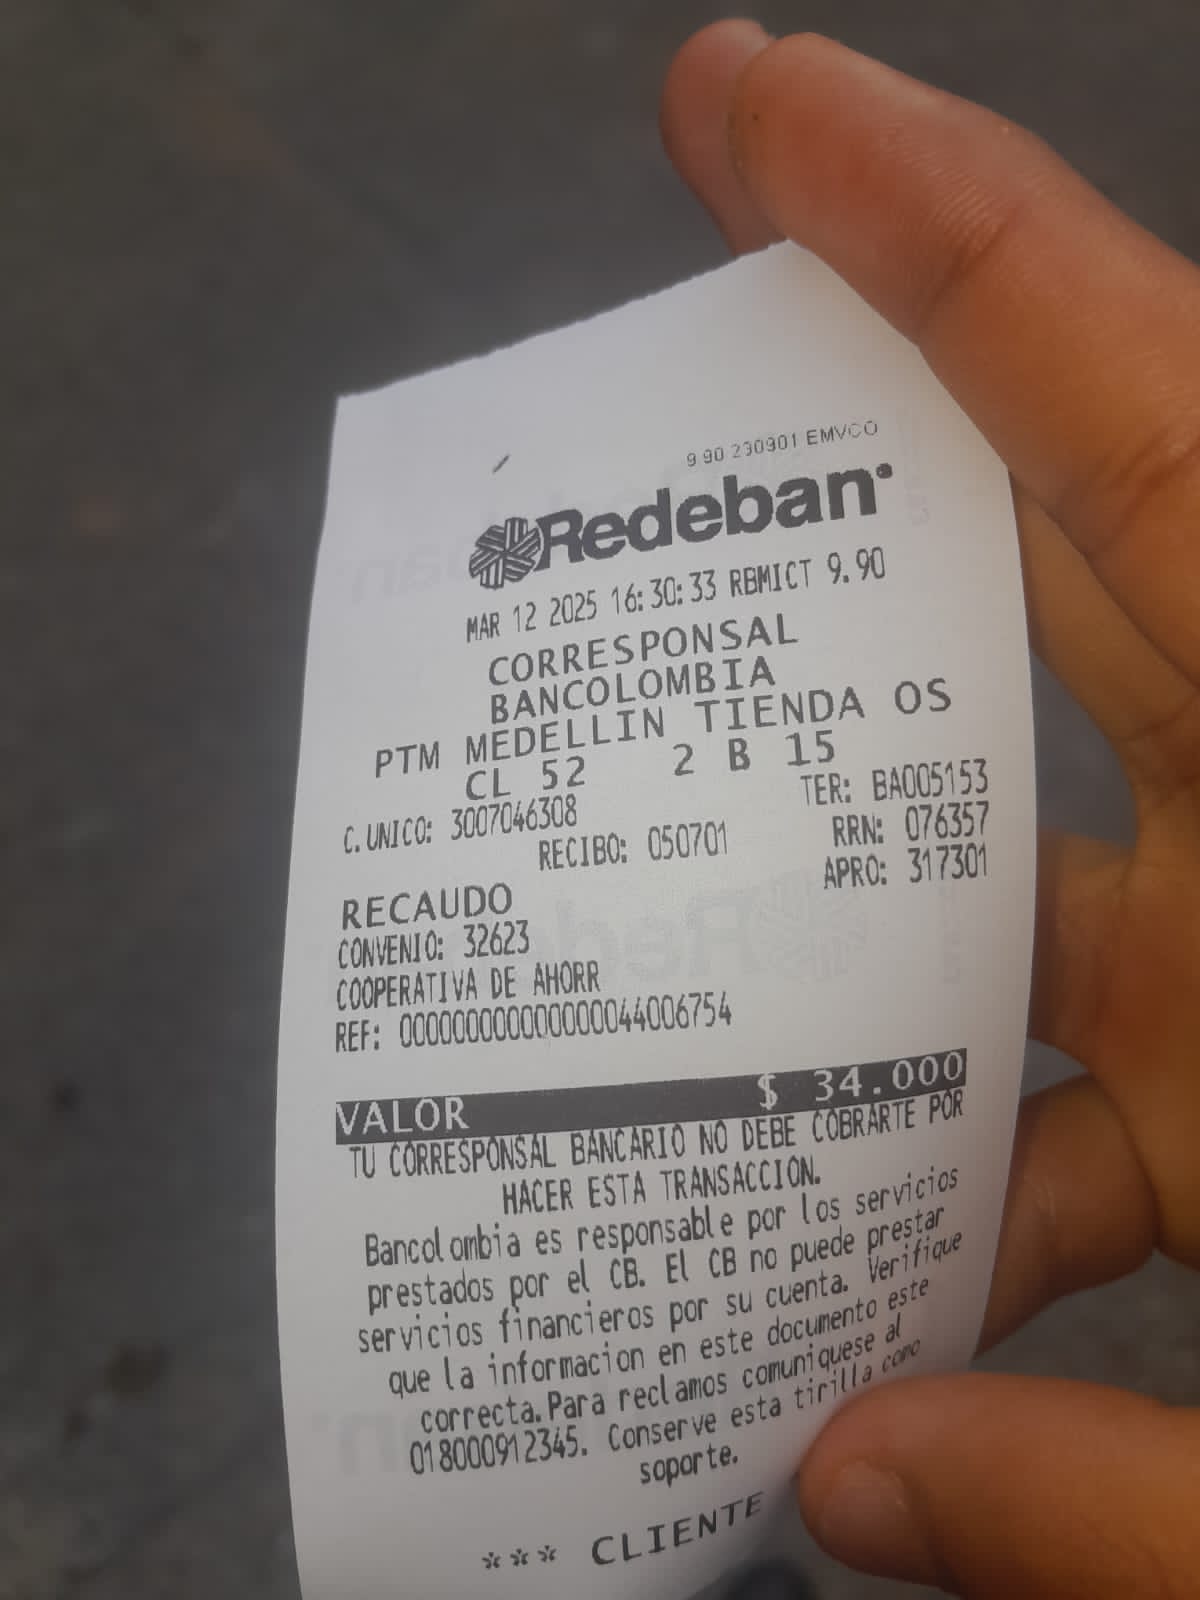 9 90 230901 EMVCO
Redeban
MAR 12 2025 16:30:33 RBMICT 9.90
CORRESPONSAL
BANCOLOMBIA
PTM MEDELLIN TIENDA OS
CL 52 2 B 15
C.UNICO: 3007046308 TER: BA005153
RECIBO: 050701 RRN: 076357
APRO: 317301
RECAUDO
CONVENIO: 32623
COOPERATIVA DE AHORR
REF: 000000000000000044006754
VALOR $ 34.000
TU CORRESPONSAL BANCARIO NO DEBE COBRARTE POR
HACER ESTA TRANSACCION.
Bancolombia es responsable por los servicios
prestados por el CB. El CB no puede prestar
servicios financieros por su cuenta. Verifique
que la informacion en este documento este
correcta.Para reclamos comuniquese al
018000912345. Conserve esta tirilla como
soporte.
*** CLIENTE